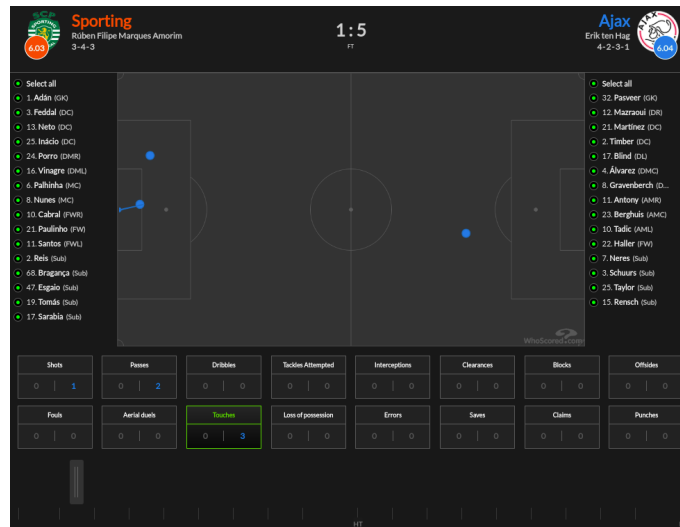 SCP
SPORTING
6.03
Sporting
Rúben Filipe Marques Amorim
3-4-3
1:5
FT
Ajax
Erik ten Hag
4-2-3-1
AJAX
6.04
Select all
1. Adán (GK)
3. Feddal (DC)
13. Neto (DC)
25. Inácio (DC)
24. Porro (DMR)
16. Vinagre (DML)
6. Palhinha (MC)
8. Nunes (MC)
10. Cabral (FWR)
21. Paulinho (FW)
11. Santos (FWL)
2. Reis (Sub)
68. Bragança (Sub)
47. Esgaio (Sub)
19. Tomás (Sub)
17. Sarabia (Sub)
Select all
32. Pasveer (GK)
12. Mazraoui (DR)
21. Martínez (DC)
2. Timber (DC)
17. Blind (DL)
4. Álvarez (DMC)
8. Gravenberch (D...
11. Antony (AMR)
23. Berghuis (AMC)
10. Tadic (AML)
22. Haller (FW)
7. Neres (Sub)
3. Schuurs (Sub)
25. Taylor (Sub)
15. Rensch (Sub)
WhoScored.com
Shots Passes Dribbles Tackles Attempted Interceptions Clearances Blocks Offsides
0 | 1 0 | 2 0 | 0 0 | 0 0 | 0 0 | 0 0 | 0 0 | 0
Fouls Aerial duels Touches Loss of possession Errors Saves Claims Punches
0 | 0 0 | 0 0 | 3 0 | 0 0 | 0 0 | 0 0 | 0 0 | 0
HT